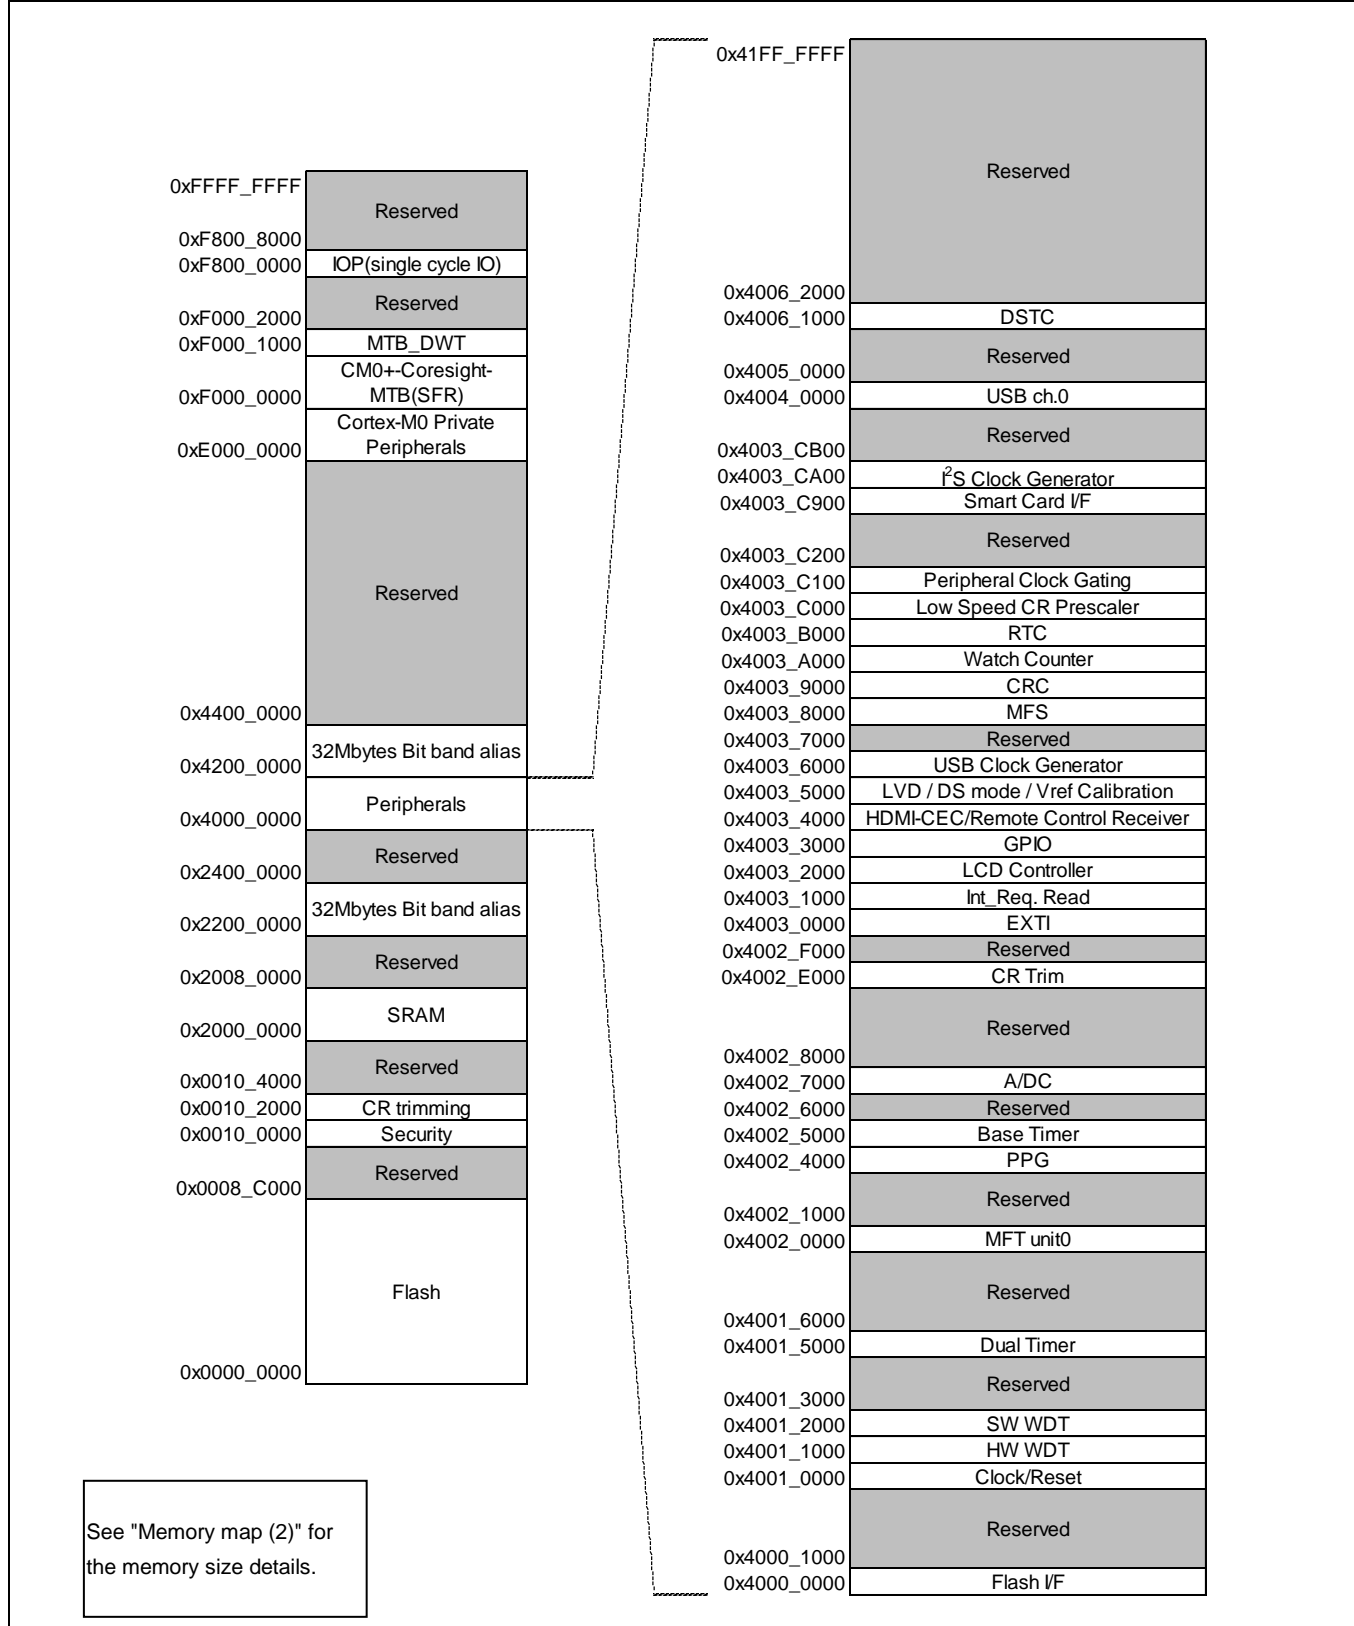 0xFFFF_FFFF
Reserved
0xF800_8000
0xF800_0000 IOP(single cycle IO)
Reserved
0xF000_2000
0xF000_1000 MTB_DWT
CM0+-Coresight-
0xF000_0000 MTB(SFR)
Cortex-M0 Private
0xE000_0000 Peripherals
Reserved
0x4400_0000
32Mbytes Bit band alias
0x4200_0000
Peripherals
0x4000_0000
Reserved
0x2400_0000
32Mbytes Bit band alias
0x2200_0000
Reserved
0x2008_0000
SRAM
0x2000_0000
Reserved
0x0010_4000
0x0010_2000 CR trimming
0x0010_0000 Security
Reserved
0x0008_C000
Flash
0x0000_0000
See "Memory map (2)" for
the memory size details.
0x41FF_FFFF
Reserved
0x4006_2000
0x4006_1000 DSTC
Reserved
0x4005_0000
0x4004_0000 USB ch.0
Reserved
0x4003_CB00
0x4003_CA00 I²S Clock Generator
0x4003_C900 Smart Card I/F
Reserved
0x4003_C200
0x4003_C100 Peripheral Clock Gating
0x4003_C000 Low Speed CR Prescaler
0x4003_B000 RTC
0x4003_A000 Watch Counter
0x4003_9000 CRC
0x4003_8000 MFS
0x4003_7000 Reserved
0x4003_6000 USB Clock Generator
0x4003_5000 LVD / DS mode / Vref Calibration
0x4003_4000 HDMI-CEC/Remote Control Receiver
0x4003_3000 GPIO
0x4003_2000 LCD Controller
0x4003_1000 Int_Req. Read
0x4003_0000 EXTI
0x4002_F000 Reserved
0x4002_E000 CR Trim
Reserved
0x4002_8000
0x4002_7000 A/DC
0x4002_6000 Reserved
0x4002_5000 Base Timer
0x4002_4000 PPG
Reserved
0x4002_1000
0x4002_0000 MFT unit0
Reserved
0x4001_6000
0x4001_5000 Dual Timer
Reserved
0x4001_3000
0x4001_2000 SW WDT
0x4001_1000 HW WDT
0x4001_0000 Clock/Reset
Reserved
0x4000_1000
0x4000_0000 Flash I/F